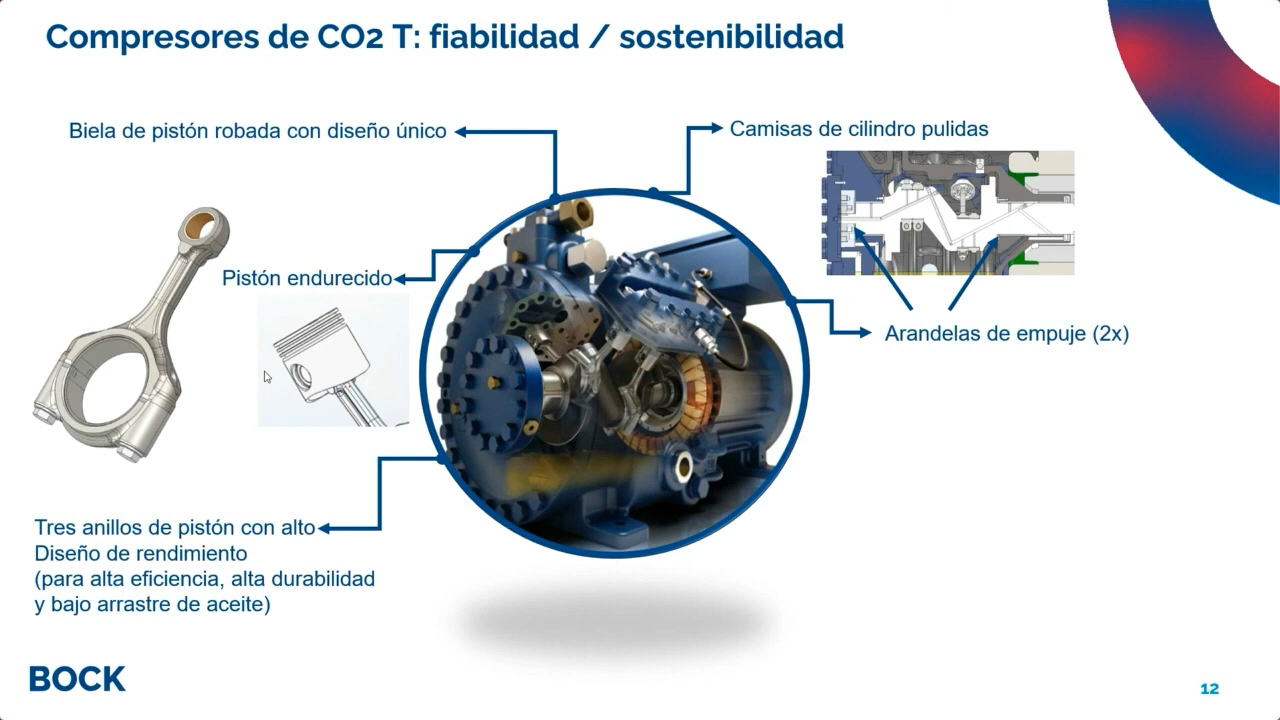 Compresores de CO2 T: fiabilidad / sostenibilidad
Biela de pistón robada con diseño único
Camisas de cilindro pulidas
Pistón endurecido
Arandelas de empuje (2x)
Tres anillos de pistón con alto
Diseño de rendimiento
(para alta eficiencia, alta durabilidad
y bajo arrastre de aceite)
BOCK
12